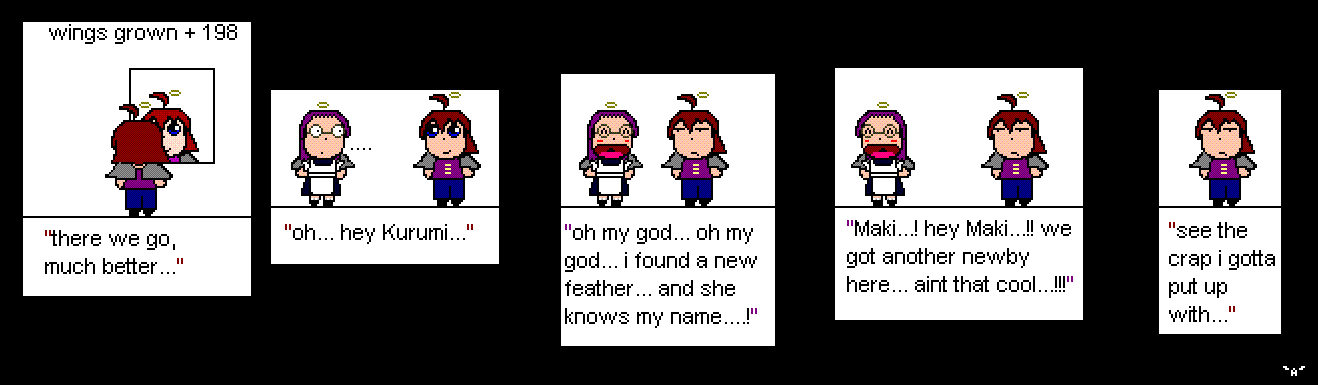 wings grown + 198
"there we go,
much better..."
....
"oh... hey Kurumi..."
"oh my god... oh my
god... i found a new
feather... and she
knows my name....!"
"Maki...! hey Maki...!! we
got another newby
here... aint that cool...!!!"
"see the
crap i gotta
put up
with..."
"A"